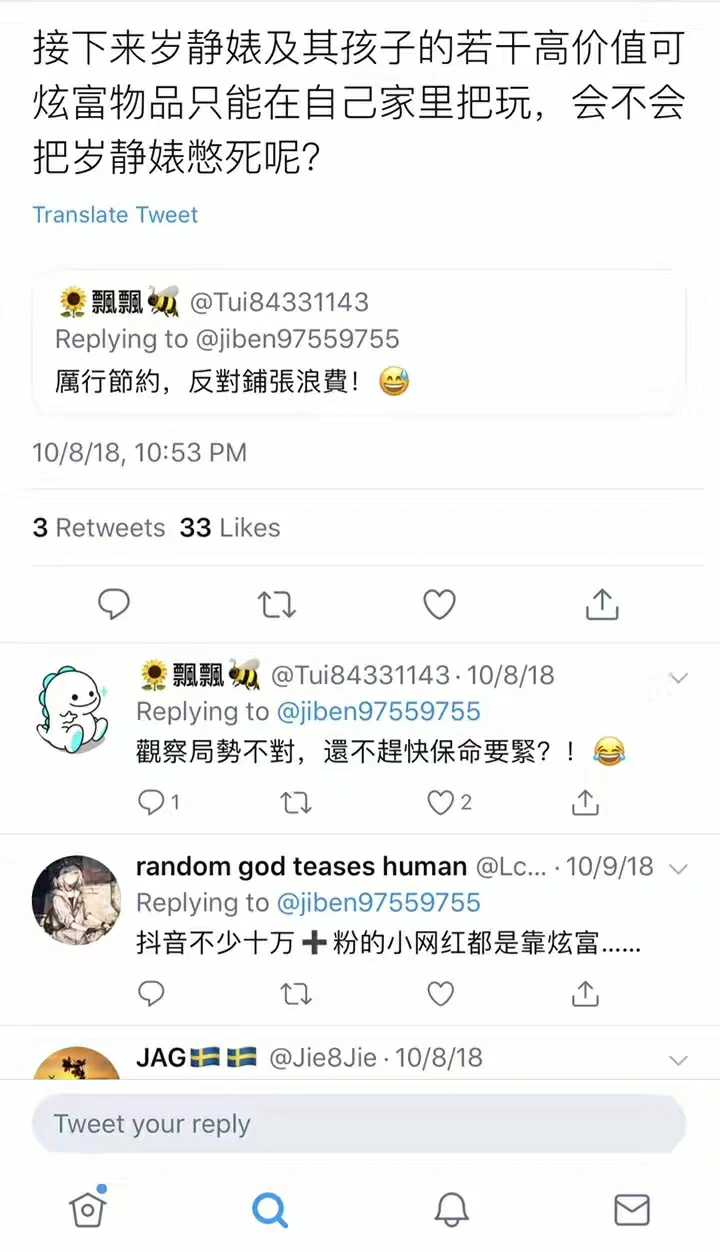 接下来岁静婊及其孩子的若干高价值可
炫富物品只能在自己家里把玩，会不会
把岁静婊憋死呢？
Translate Tweet
🌻飄飄🐝 @Tui84331143
Replying to @jiben97559755
厲行節約，反對鋪張浪費！😅
10/8/18, 10:53 PM
3 Retweets 33 Likes
🌻飄飄🐝 @Tui84331143 · 10/8/18
Replying to @jiben97559755
觀察局勢不對，還不趕快保命要緊？！😂
1 2
random god teases human @Lc... · 10/9/18
Replying to @jiben97559755
抖音不少十万➕粉的小网红都是靠炫富……
JAG🇸🇪🇸🇪 @Jie8Jie · 10/8/18
Tweet your reply